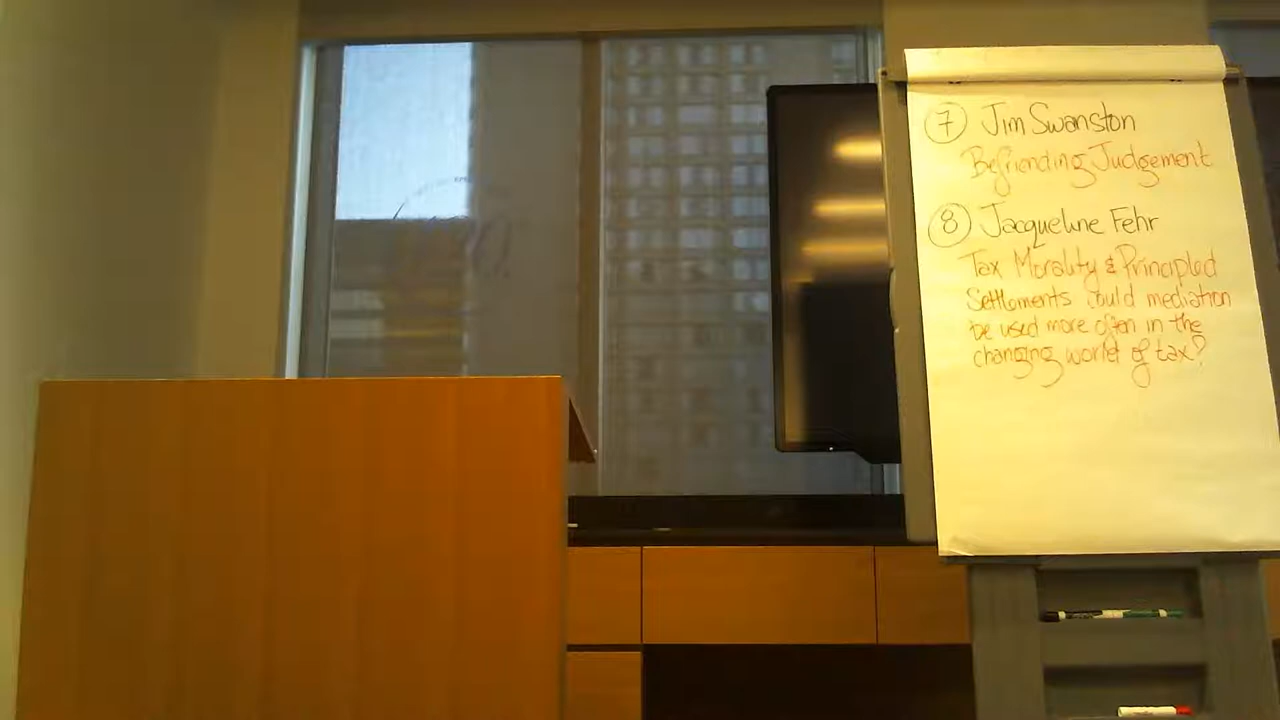 7 Jim Swanston
Befriending Judgement
8 Jacqueline Fehr
Tax Morality & Principled
Settlements could mediation
be used more often in the
changing world of tax?